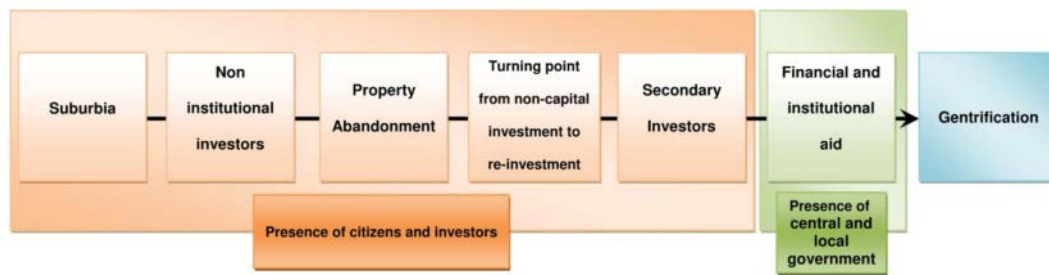 Suburbia
Non
institutional
investors
Property
Abandonment
Turning point
from non-capital
investment to
re-investment
Secondary
Investors
Financial and
institutional
aid
Gentrification
Presence of citizens and investors
Presence of
central and
local
government